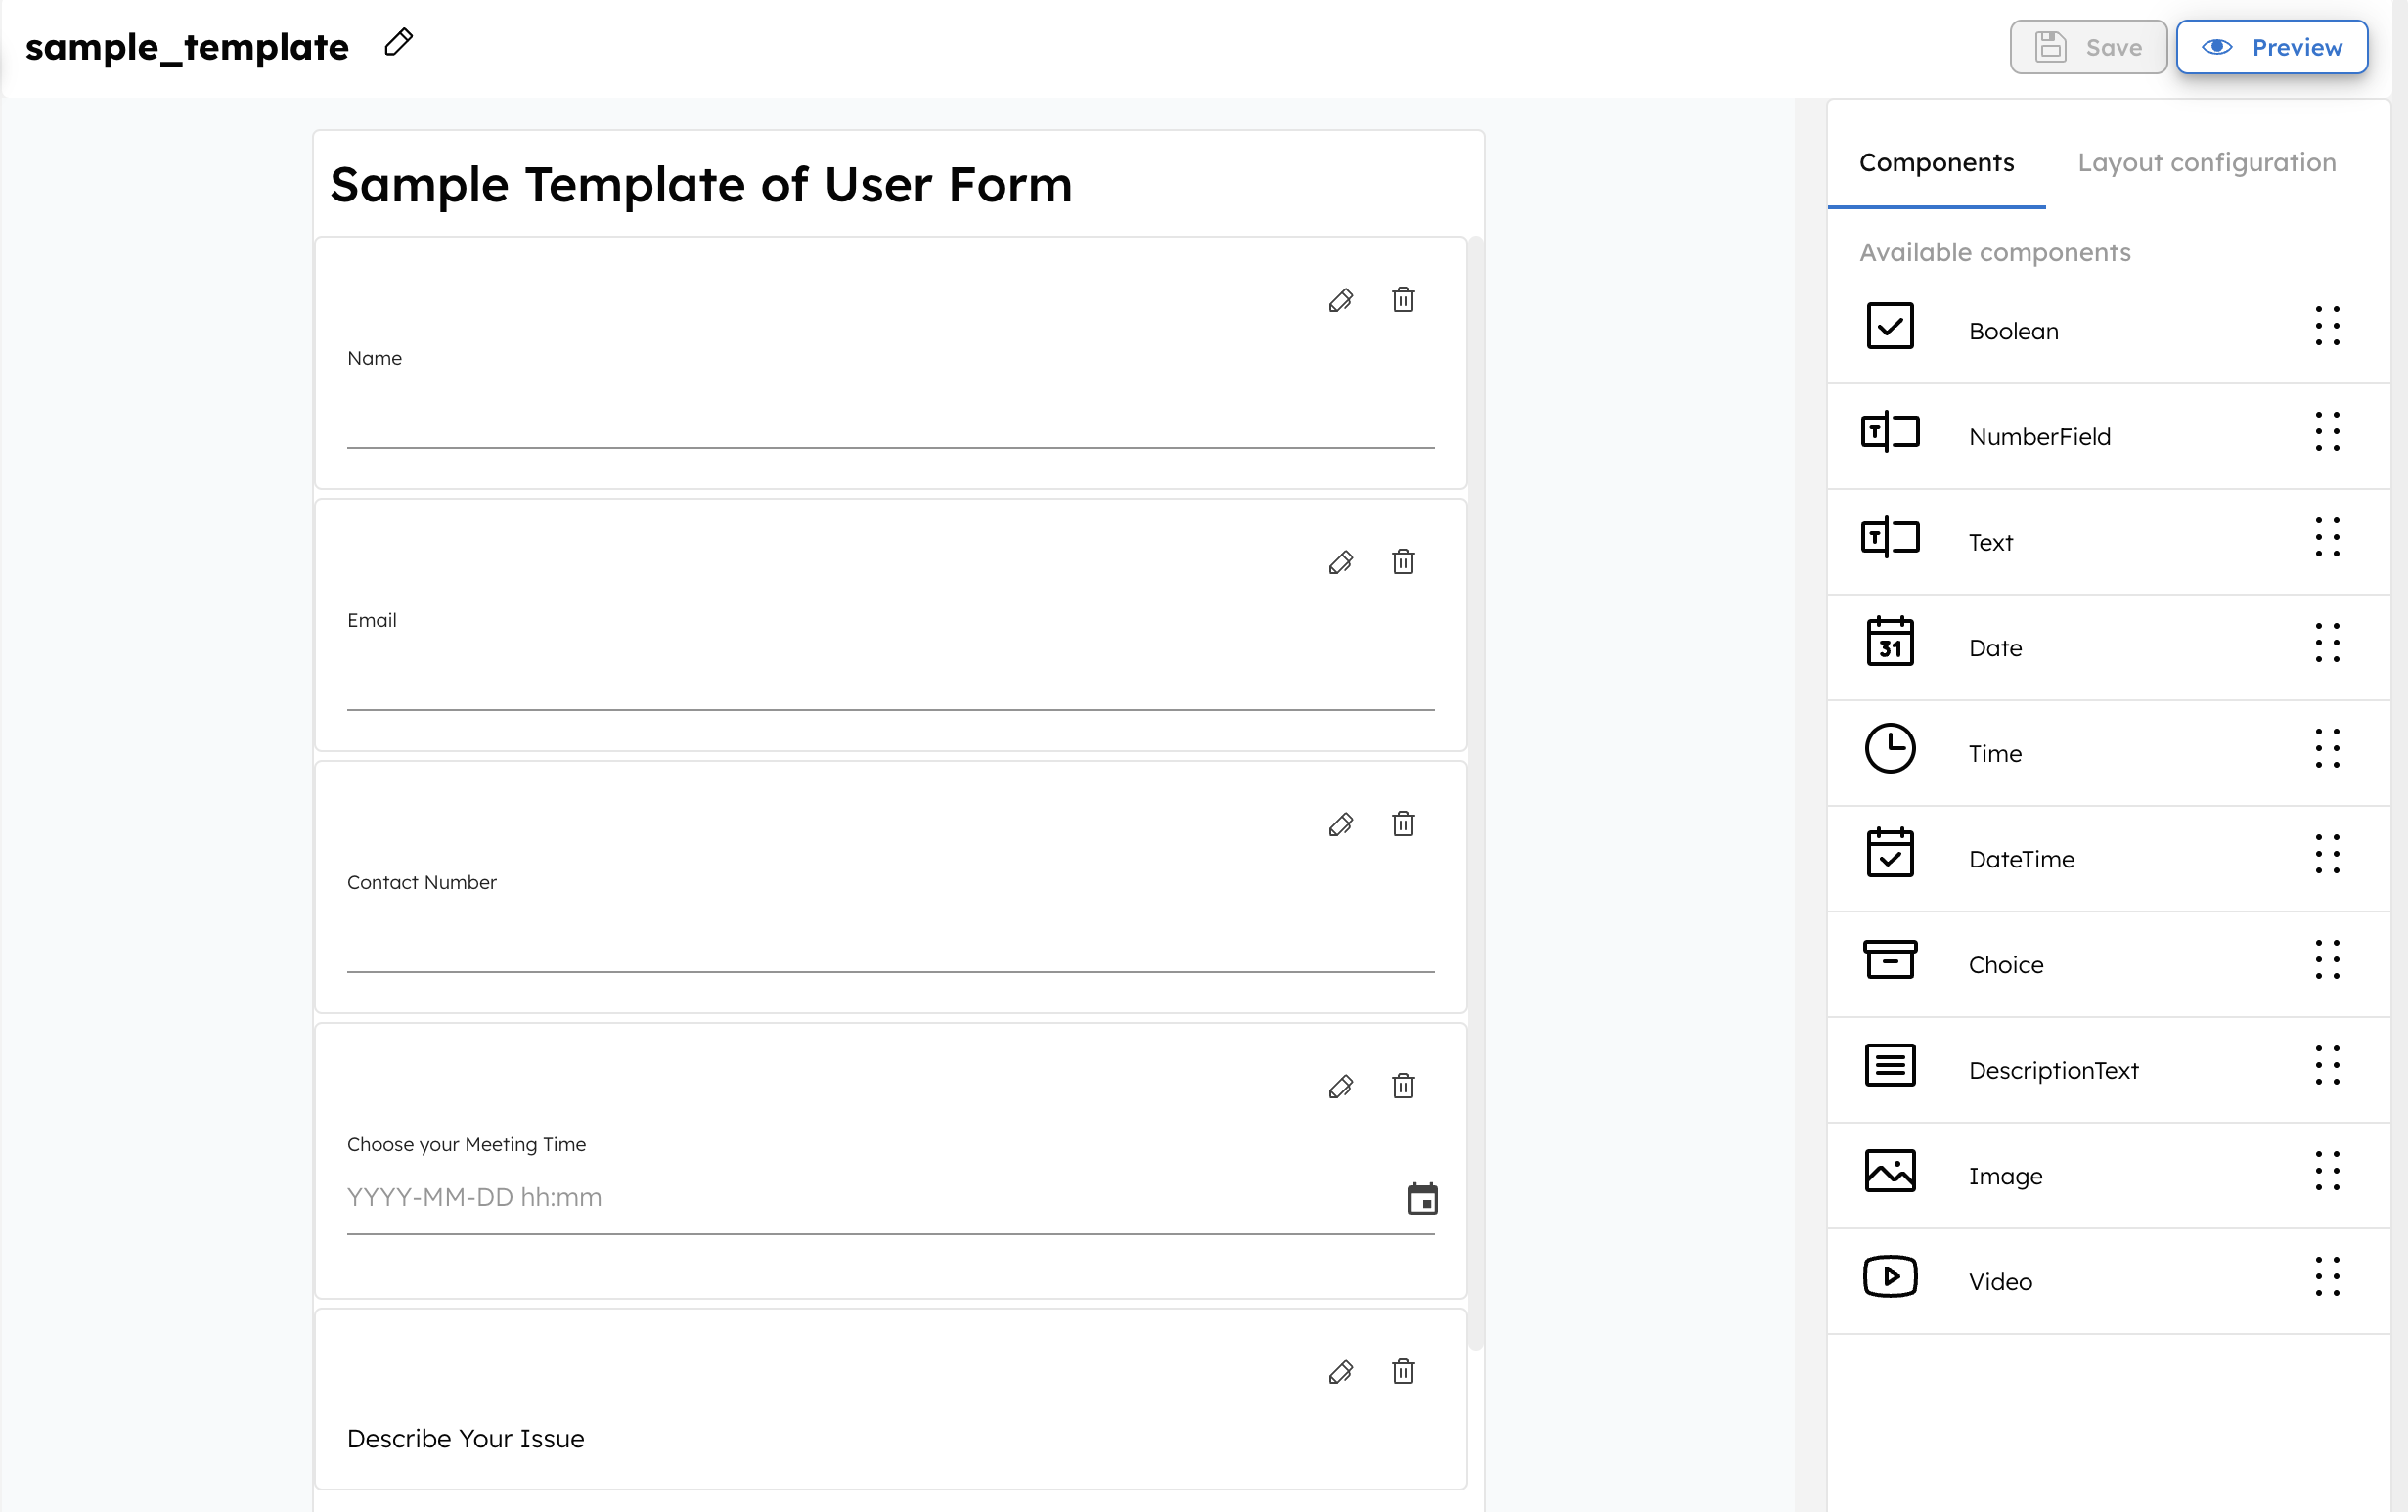 sample_template
Save
Preview
Sample Template of User Form
Name
Email
Contact Number
Choose your Meeting Time
YYYY-MM-DD hh:mm
Describe Your Issue
Components
Layout configuration
Available components
Boolean
NumberField
Text
31
Date
Time
DateTime
Choice
DescriptionText
Image
Video